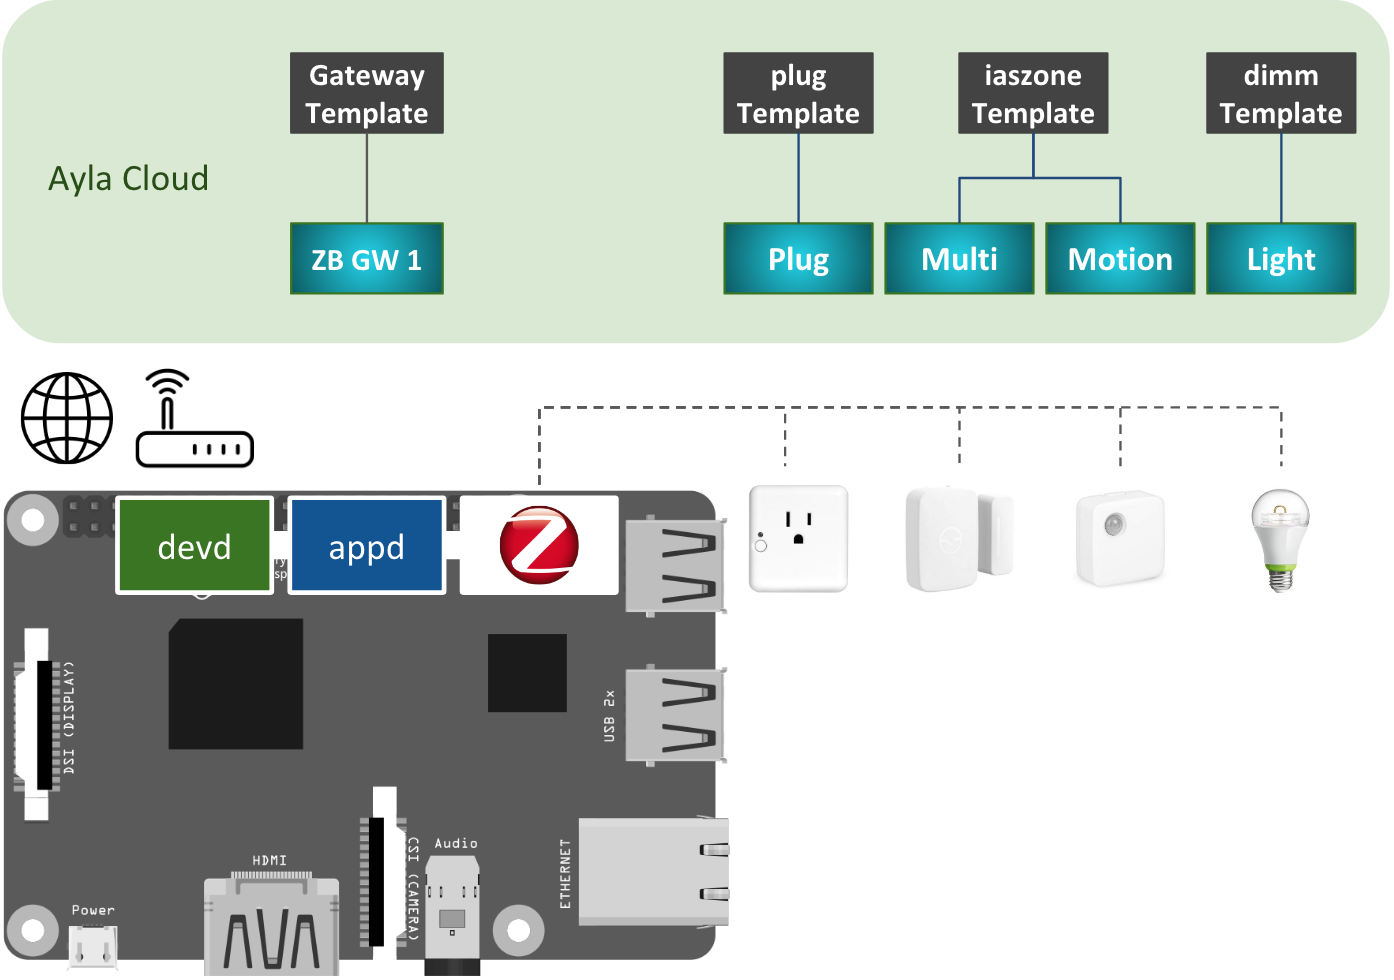 Gateway
Template
plug
Template
iaszone
Template
dimm
Template
Ayla Cloud
ZB GW 1
Plug
Multi
Motion
Light
devd
appd
Z
DSI (DISPLAY)
USB 2x
CSI (CAMERA)
Audio
ETHERNET
HDMI
Power